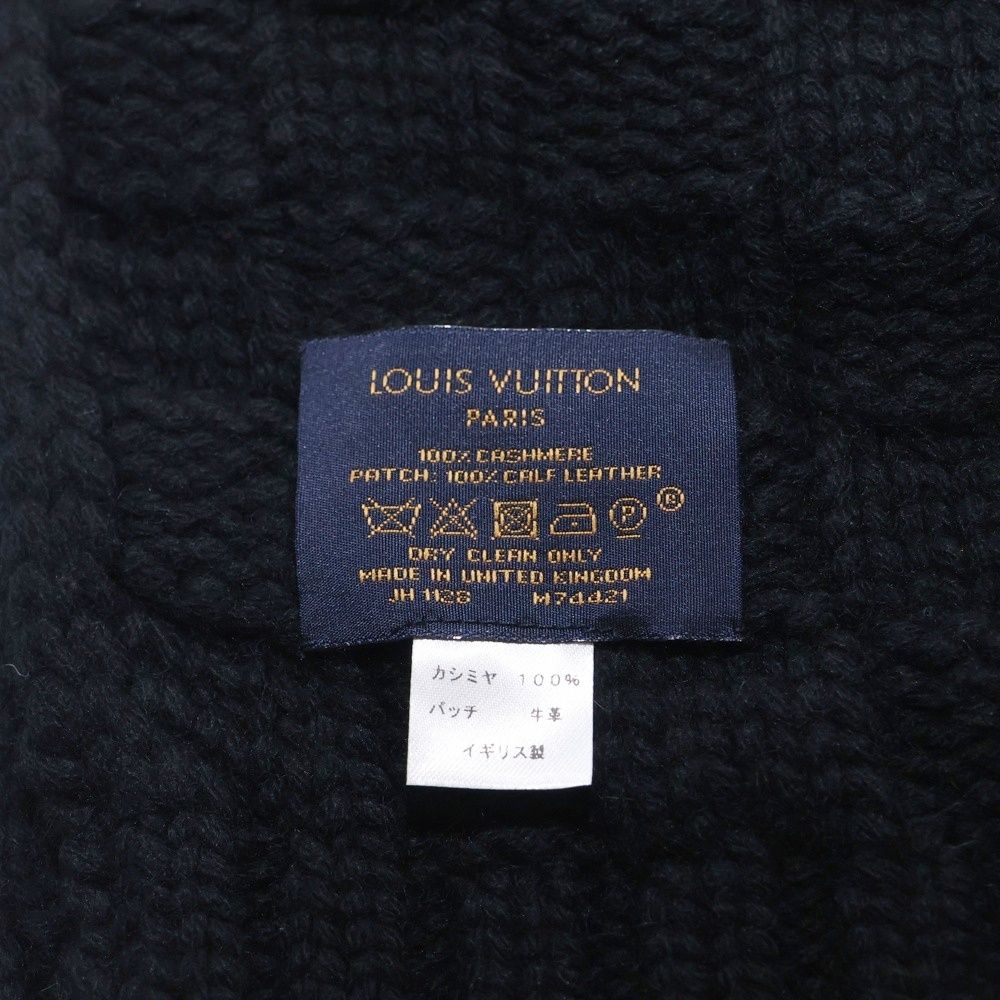 LOUIS VUITTON
PARIS
100% CASHMERE
PATCH: 100% CALF LEATHER
P ®
DRY CLEAN ONLY
MADE IN UNITED KINGDOM
JH 1128 M74421
カシミヤ 100%
パッチ 牛革
イギリス製